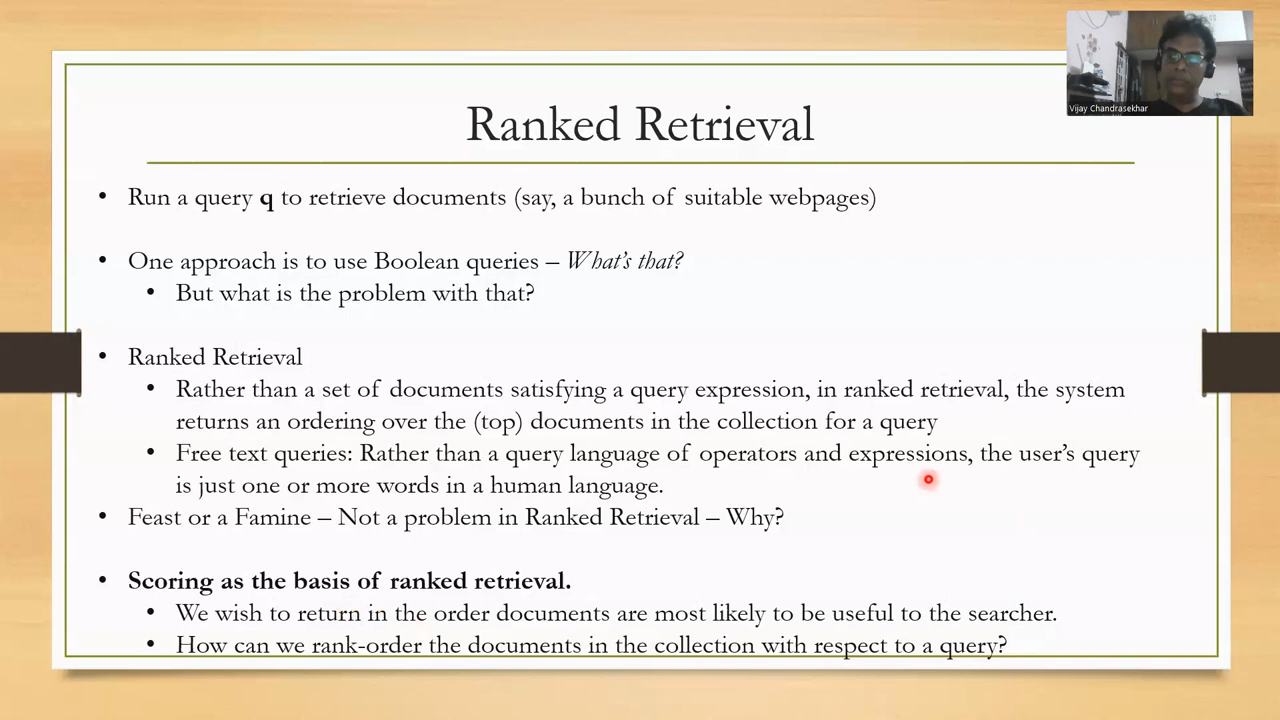 Vijay Chandrasekhar
Ranked Retrieval
• Run a query q to retrieve documents (say, a bunch of suitable webpages)
• One approach is to use Boolean queries – What's that?
• But what is the problem with that?
• Ranked Retrieval
• Rather than a set of documents satisfying a query expression, in ranked retrieval, the system
returns an ordering over the (top) documents in the collection for a query
• Free text queries: Rather than a query language of operators and expressions, the user's query
is just one or more words in a human language.
• Feast or a Famine – Not a problem in Ranked Retrieval – Why?
• Scoring as the basis of ranked retrieval.
• We wish to return in the order documents are most likely to be useful to the searcher.
• How can we rank-order the documents in the collection with respect to a query?